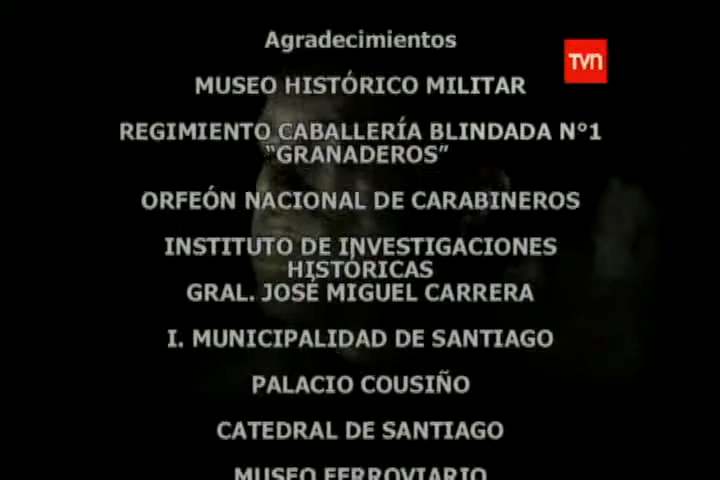 Agradecimientos
TVN
MUSEO HISTÓRICO MILITAR
REGIMIENTO CABALLERÍA BLINDADA N°1
“GRANADEROS”
ORFEÓN NACIONAL DE CARABINEROS
INSTITUTO DE INVESTIGACIONES
HISTÓRICAS
GRAL. JOSÉ MIGUEL CARRERA
I. MUNICIPALIDAD DE SANTIAGO
PALACIO COUSIÑO
CATEDRAL DE SANTIAGO
MUSEO FERROVIARIO